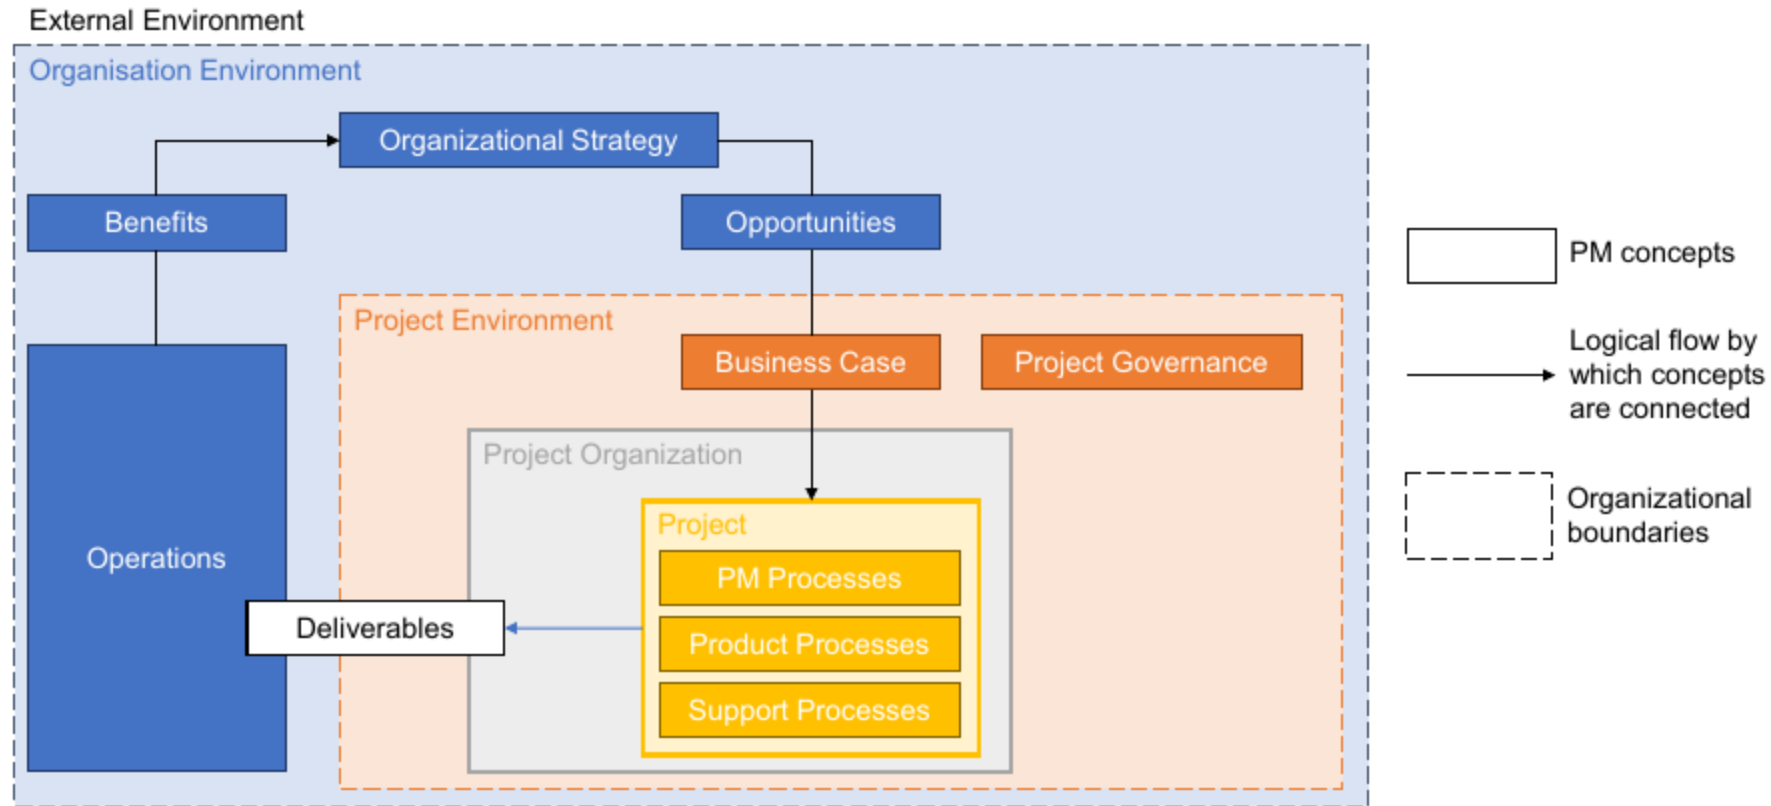 External Environment
Organisation Environment
Organizational Strategy
Benefits
Opportunities
Project Environment
Business Case
Project Governance
Project Organization
Project
PM Processes
Operations
Deliverables
Product Processes
Support Processes
PM concepts
Logical flow by
which concepts
are connected
Organizational
boundaries